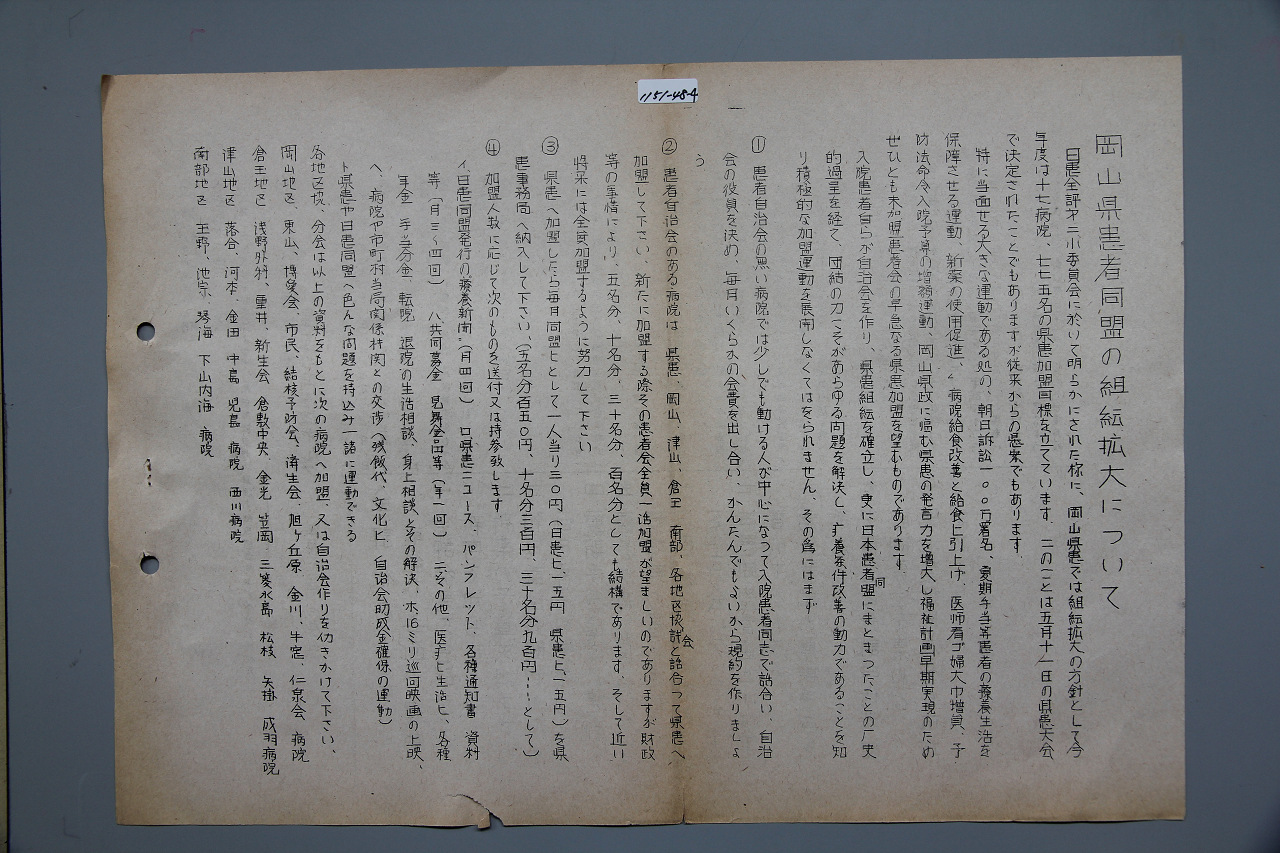 1151-48-4
岡山県患者同盟の組織拡大について
日患全評才二小委員会に於いて明らかにされた様に、岡山県患では組織拡大の方針として今
年度は十七病院、七七五名の県患加盟目標を立てています。このことは五月十一日の県患大会
で決定されたことでもありますが従来からの懸案でもあります。
特に当面せる大きな運動である処の、朝日訴訟一〇〇万署名、夏期手当等患者の療養生活を
保障させる運動、新薬の使用促進、病院給食改善と給食上引上げ、医師看ゴ婦大巾増員、予
防法命令入院予算の増額運動、岡山県政に臨む県患の発言力を増大し福祉計画早期実現のため
ぜひとも未加盟患者会の早急なる県患加盟を望むものであります。
入院患者自らが自治会を作り、県患組織を確立し、更に日本患者同盟にまとまつたことの厂史
的過呈を経て、団結の力こそがあらゆる問題を解決し、疒養条件改善の動力であることを知
り積極的な加盟運動を展開しなくてはをられません、その為にはまず
① 患者自治会の悪い病院では少しでも動ける人が中心になつて入院患者同志で話合い、自治
会の役員を決め、毎月いくらかの会費を出し合い、かんたんでもよいから規約を作りましよ
う
② 患者自治会のある病院は、県患、岡山、津山、倉玉、南部、各地区協議会と話合って県患へ
加盟して下さい、新たに加盟する際その患者会全員一活加盟が望ましいのでありますが財政
等の事情により、五名分、十名分、三十名分、百名分としても結構であります、そして近い
将来には全員加盟するように努力して下さい
③ 県患へ加盟したら毎月同盟ヒとして一人当り三〇円(日患ヒ、一五円 県患ヒ、一五円)を県
患事務局へ納入して下さい、(五名分百五〇円、十名分三百円、三十名分九百円……として)
④ 加盟人数に応じて次のものを送付又は持参致します
イ、日患同盟発行の療養新聞(月四回) ロ県患ニユース、パンフレツト、各種通知書 資料
等(月三〜四回) ハ共同募金 見舞金品等(年一回) ニその他、医疒ヒ生活ヒ、各種
年金 手当分金、転院 退院の生活相談、身上相談とその解決、ホ16ミリ巡回映画の上映、
ヘ、病院や市町村当局関係機関との交渉(残飯代、文化ヒ、自治会助成金確保の運動)
ト県患や日患同盟へ色んな問題を持込み一諸に運動できる
各地区協、分会は以上の資料をもとに次の病院へ加盟、又は自治会作りを仂きかけて下さい、
岡山地区、東山、博愛会、市民、結核予防会、済生会、旭ヶ丘原 金川、牛窓、仁泉会、病院
倉玉地区 浅野外科、重井、新生会 倉敷中央、金光 笠岡 三菱水島 松枝 矢掛 成羽病院
津山地区 落合、河本、金田 中島 児島 病院 西川病院
南部地区 玉野、池宗、琴海 下山内海 病院